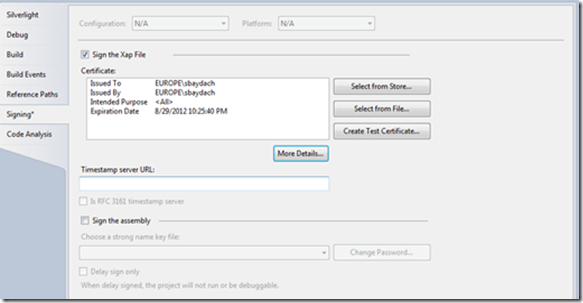 Silverlight
Debug
Build
Build Events
Reference Paths
Signing*
Code Analysis
Configuration: N/A Platform: N/A
Sign the Xap File
Certificate:
Issued To EUROPE\sbaydach
Issued By EUROPE\sbaydach
Intended Purpose <All>
Expiration Date 8/29/2012 10:25:40 PM
Select from Store...
Select from File...
Create Test Certificate...
More Details...
Timestamp server URL:
Is RFC 3161 timestamp server
Sign the assembly
Choose a strong name key file:
Change Password...
Delay sign only
When delay signed, the project will not run or be debuggable.